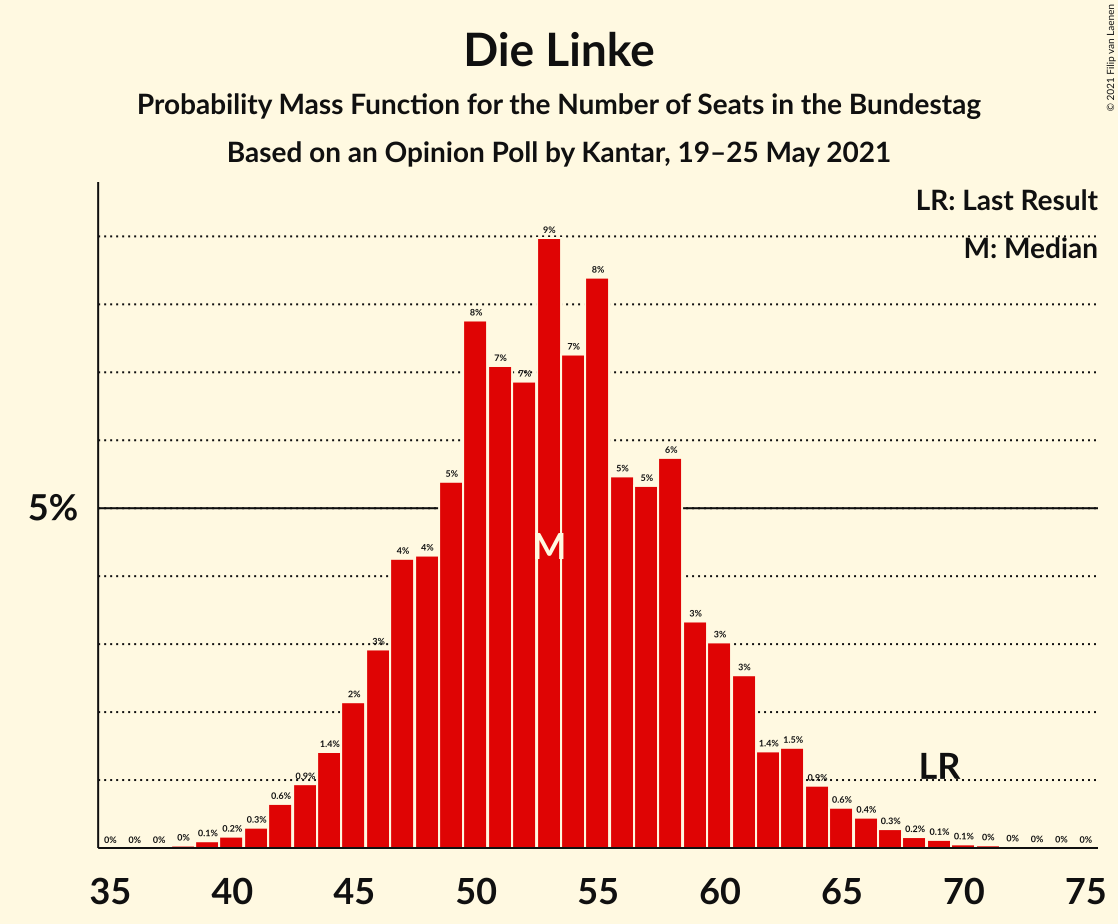 Die Linke
Probability Mass Function for the Number of Seats in the Bundestag
Based on an Opinion Poll by Kantar, 19–25 May 2021
© 2021 Filip van Laenen
LR: Last Result
M: Median
5%
0% 0% 0% 0% 0.1% 0.2% 0.3% 0.6% 0.9% 1.4% 2% 3% 4% 4% 5% 8% 7% 7% 9% 7% 8% 5% 5% 6% 3% 3% 3% 1.4% 1.5% 0.9% 0.6% 0.4% 0.3% 0.2% 0.1% 0.1% 0% 0% 0% 0% 0%
M
LR
35 40 45 50 55 60 65 70 75